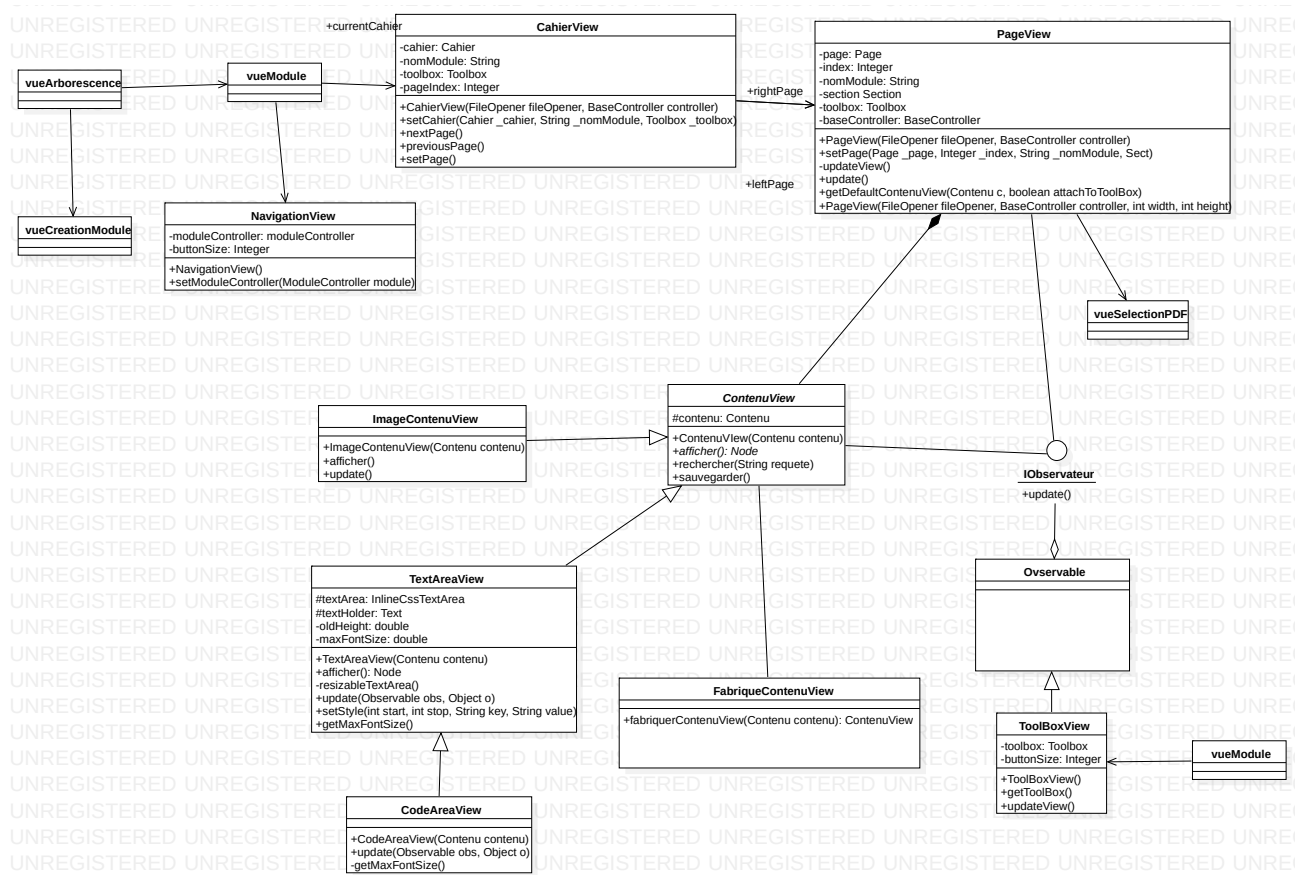 +currentCahier
CahierView
-cahier: Cahier
-nomModule: String
-toolbox: Toolbox
-pageIndex: Integer
+CahierView(FileOpener fileOpener, BaseController controller)
+setCahier(Cahier _cahier, String _nomModule, Toolbox _toolbox)
+nextPage()
+previousPage()
+setPage()
PageView
-page: Page
-index: Integer
-nomModule: String
-section Section
-toolbox: Toolbox
-baseController: BaseController
+PageView(FileOpener fileOpener, BaseController controller)
+setPage(Page _page, Integer _index, String _nomModule, Sect)
-updateView()
+update()
+getDefaultContenuView(Contenu c, boolean attachToToolBox)
+PageView(FileOpener fileOpener, BaseController controller, int width, int height)
vueArborescence
vueModule
+rightPage
+leftPage
vueCreationModule
NavigationView
-moduleController: moduleController
-buttonSize: Integer
+NavigationView()
+setModuleController(ModuleController module)
vueSelectionPDF
ImageContenuView
+ImageContenuView(Contenu contenu)
+afficher()
+update()
ContenuView
#contenu: Contenu
+ContenuVIew(Contenu contenu)
+afficher(): Node
+rechercher(String requete)
+sauvegarder()
IObservateur
+update()
TextAreaView
#textArea: InlineCssTextArea
#textHolder: Text
-oldHeight: double
-maxFontSize: double
+TextAreaView(Contenu contenu)
+afficher(): Node
-resizableTextArea()
+update(Observable obs, Object o)
+setStyle(int start, int stop, String key, String value)
+getMaxFontSize()
Ovservable
FabriqueContenuView
+fabriquerContenuView(Contenu contenu): ContenuView
ToolBoxView
-toolbox: Toolbox
-buttonSize: Integer
+ToolBoxView()
+getToolBox()
+updateView()
vueModule
CodeAreaView
+CodeAreaView(Contenu contenu)
+update(Observable obs, Object o)
-getMaxFontSize()
UNREGISTERED